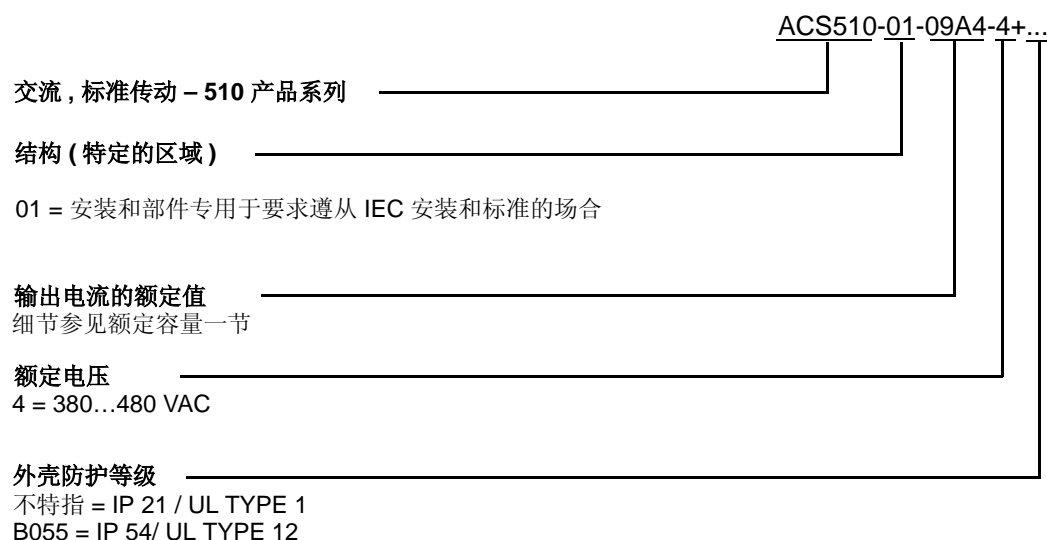 ACS510-01-09A4-4+...
交流 , 标准传动 – 510 产品系列
结构 ( 特定的区域 )
01 = 安装和部件专用于要求遵从 IEC 安装和标准的场合
输出电流的额定值
细节参见额定容量一节
额定电压
4 = 380…480 VAC
外壳防护等级
不特指 = IP 21 / UL TYPE 1
B055 = IP 54/ UL TYPE 12